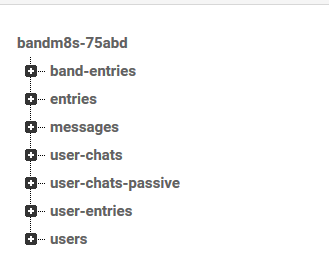 bandm8s-75abd
band-entries
entries
messages
user-chats
user-chats-passive
user-entries
users